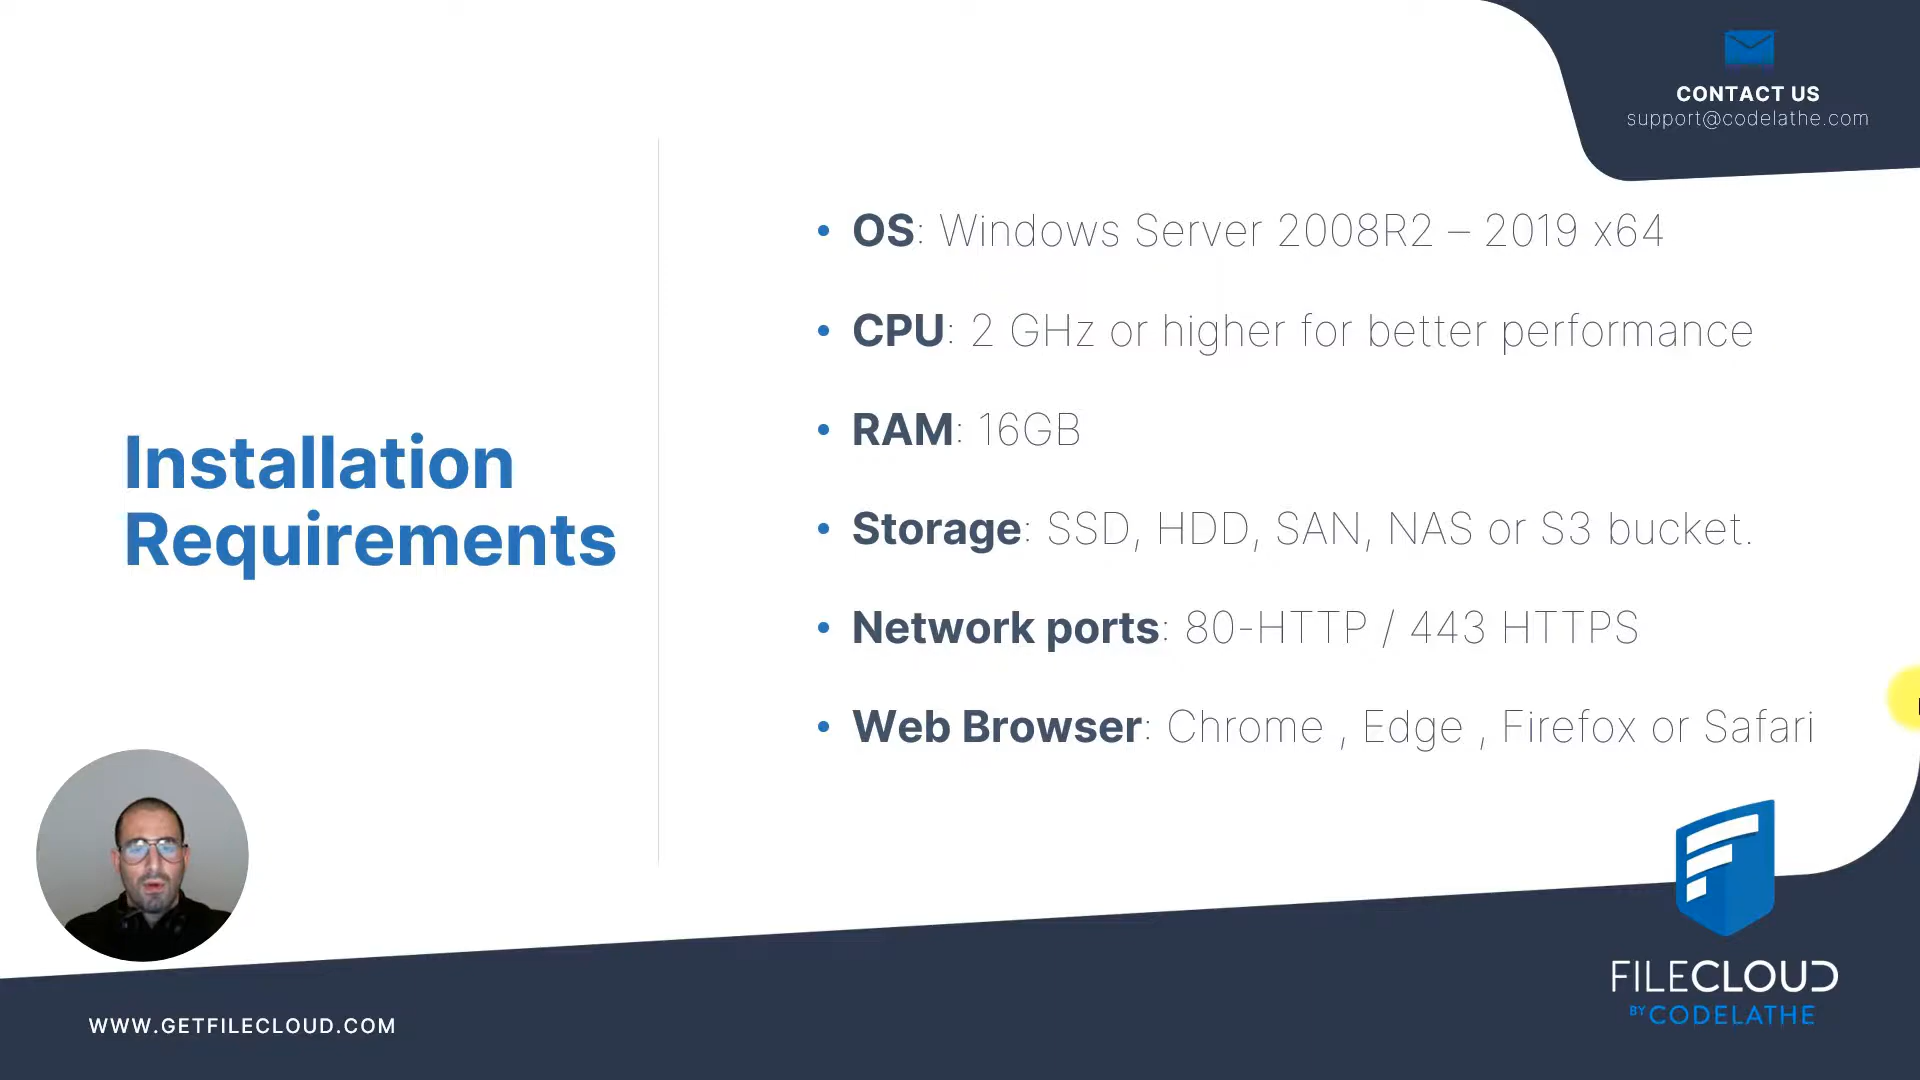 CONTACT US
support@codelathe.com
Installation
Requirements
• OS: Windows Server 2008R2 – 2019 x64
• CPU: 2 GHz or higher for better performance
• RAM: 16GB
• Storage: SSD, HDD, SAN, NAS or S3 bucket.
• Network ports: 80-HTTP / 443 HTTPS
• Web Browser: Chrome , Edge , Firefox or Safari
FILECLOUD
BY CODELATHE
WWW.GETFILECLOUD.COM